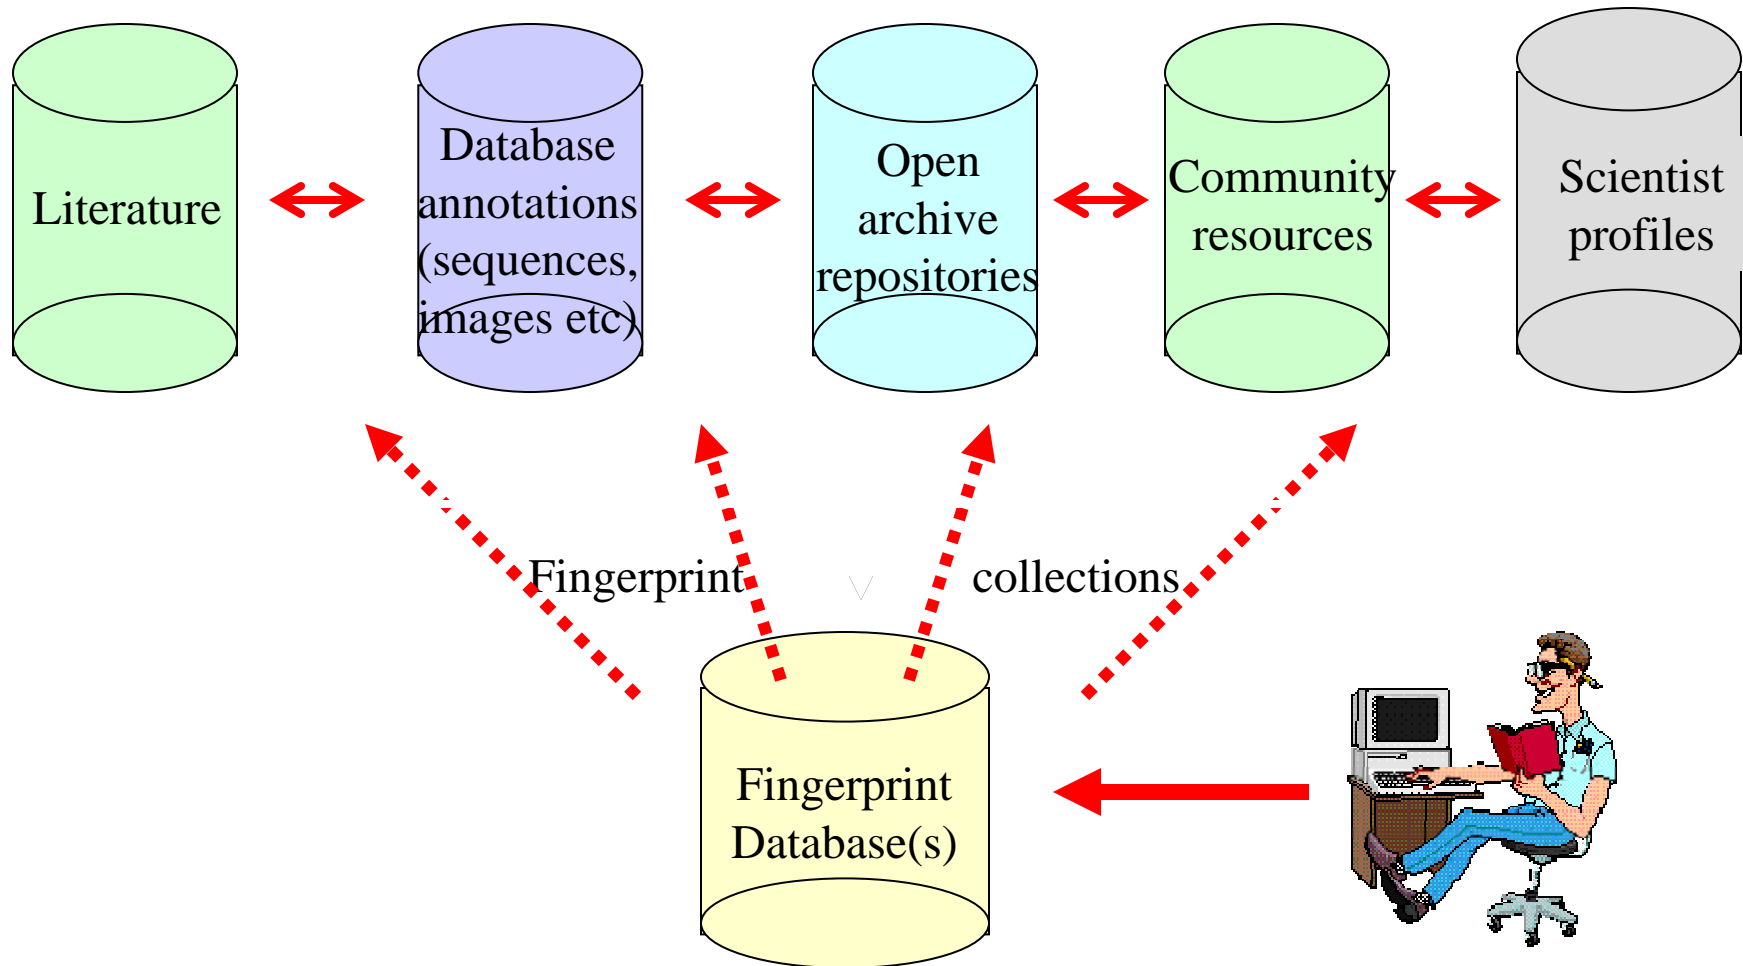 Literature
Database
annotations
(sequences,
images etc)
Open
archive
repositories
Community
resources
Scientist
profiles
Fingerprint collections
Fingerprint
Database(s)